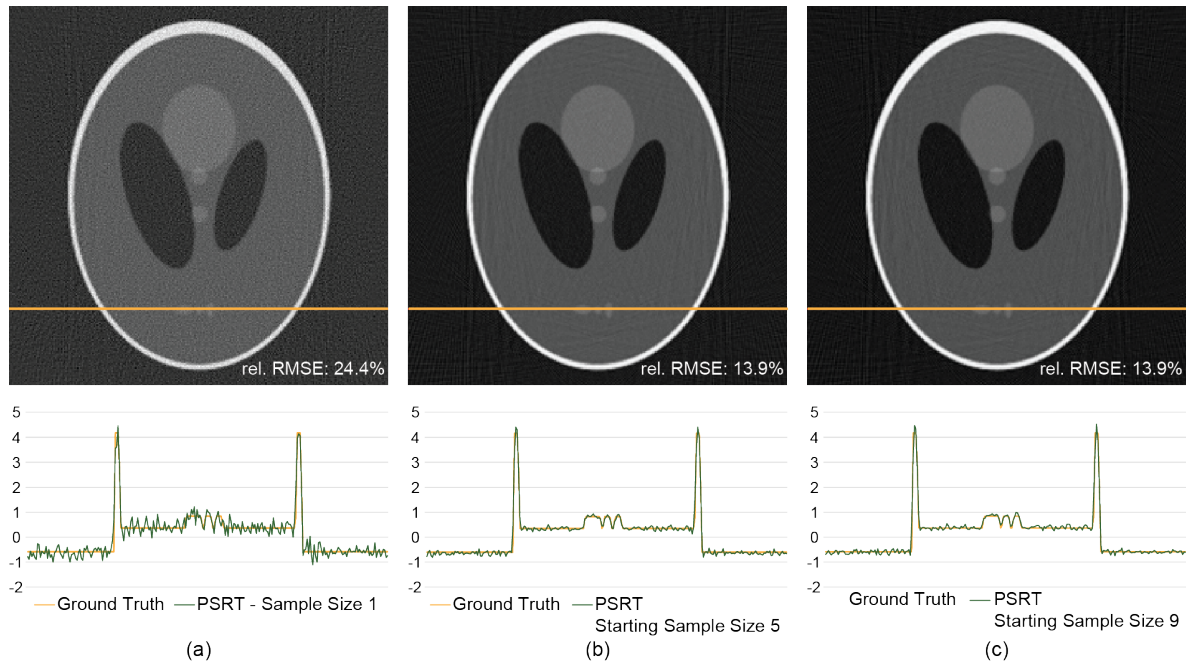 rel. RMSE: 24.4%
rel. RMSE: 13.9%
rel. RMSE: 13.9%
5
4
3
2
1
0
-1
-2
Ground Truth PSRT - Sample Size 1
(a)
5
4
3
2
1
0
-1
-2
Ground Truth PSRT
Starting Sample Size 5
(b)
5
4
3
2
1
0
-1
-2
Ground Truth PSRT
Starting Sample Size 9
(c)